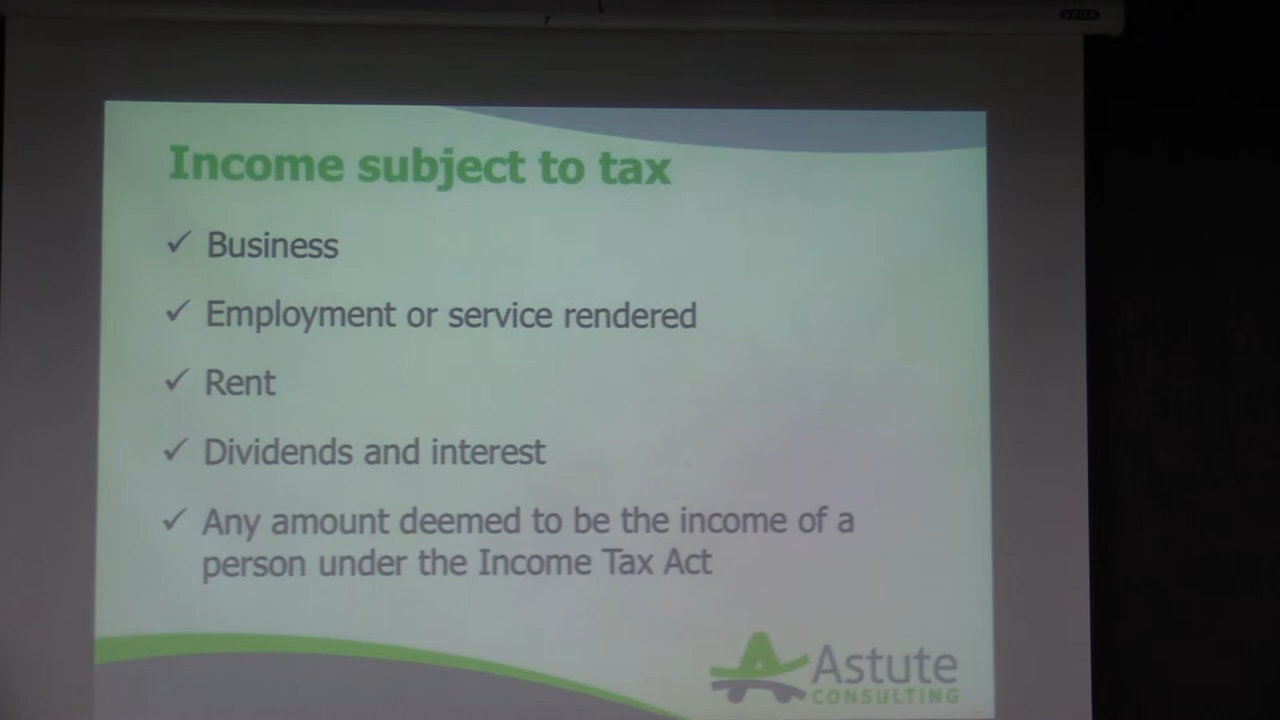 VEGA
Income subject to tax
✓ Business
✓ Employment or service rendered
✓ Rent
✓ Dividends and interest
✓ Any amount deemed to be the income of a
person under the Income Tax Act
Astute
CONSULTING